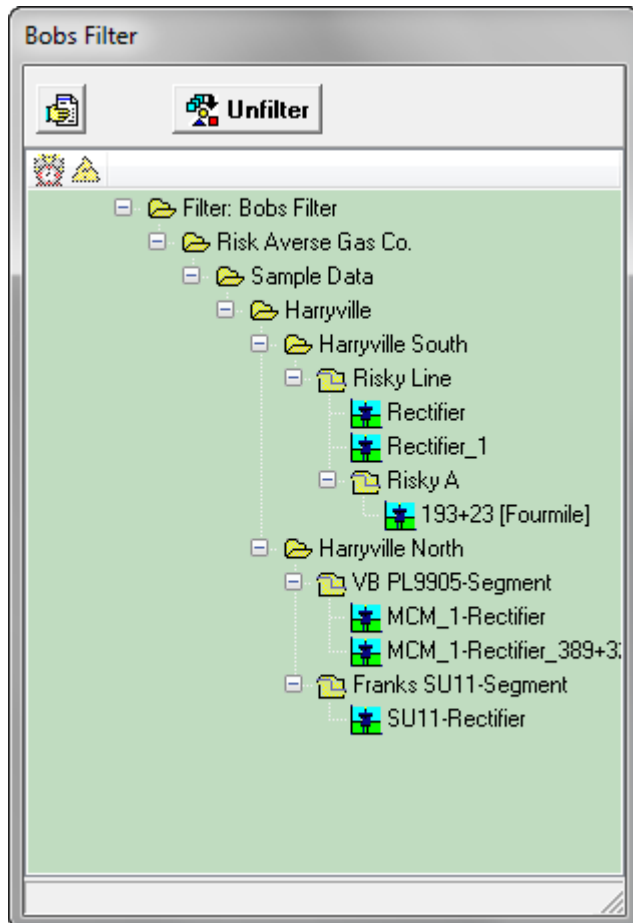 Bobs Filter
Unfilter
Filter: Bobs Filter
Risk Averse Gas Co.
Sample Data
Harryville
Harryville South
Risky Line
Rectifier
Rectifier_1
Risky A
193+23 [Fourmile]
Harryville North
VB PL9905-Segment
MCM_1-Rectifier
MCM_1-Rectifier_389+3
Franks SU11-Segment
SU11-Rectifier